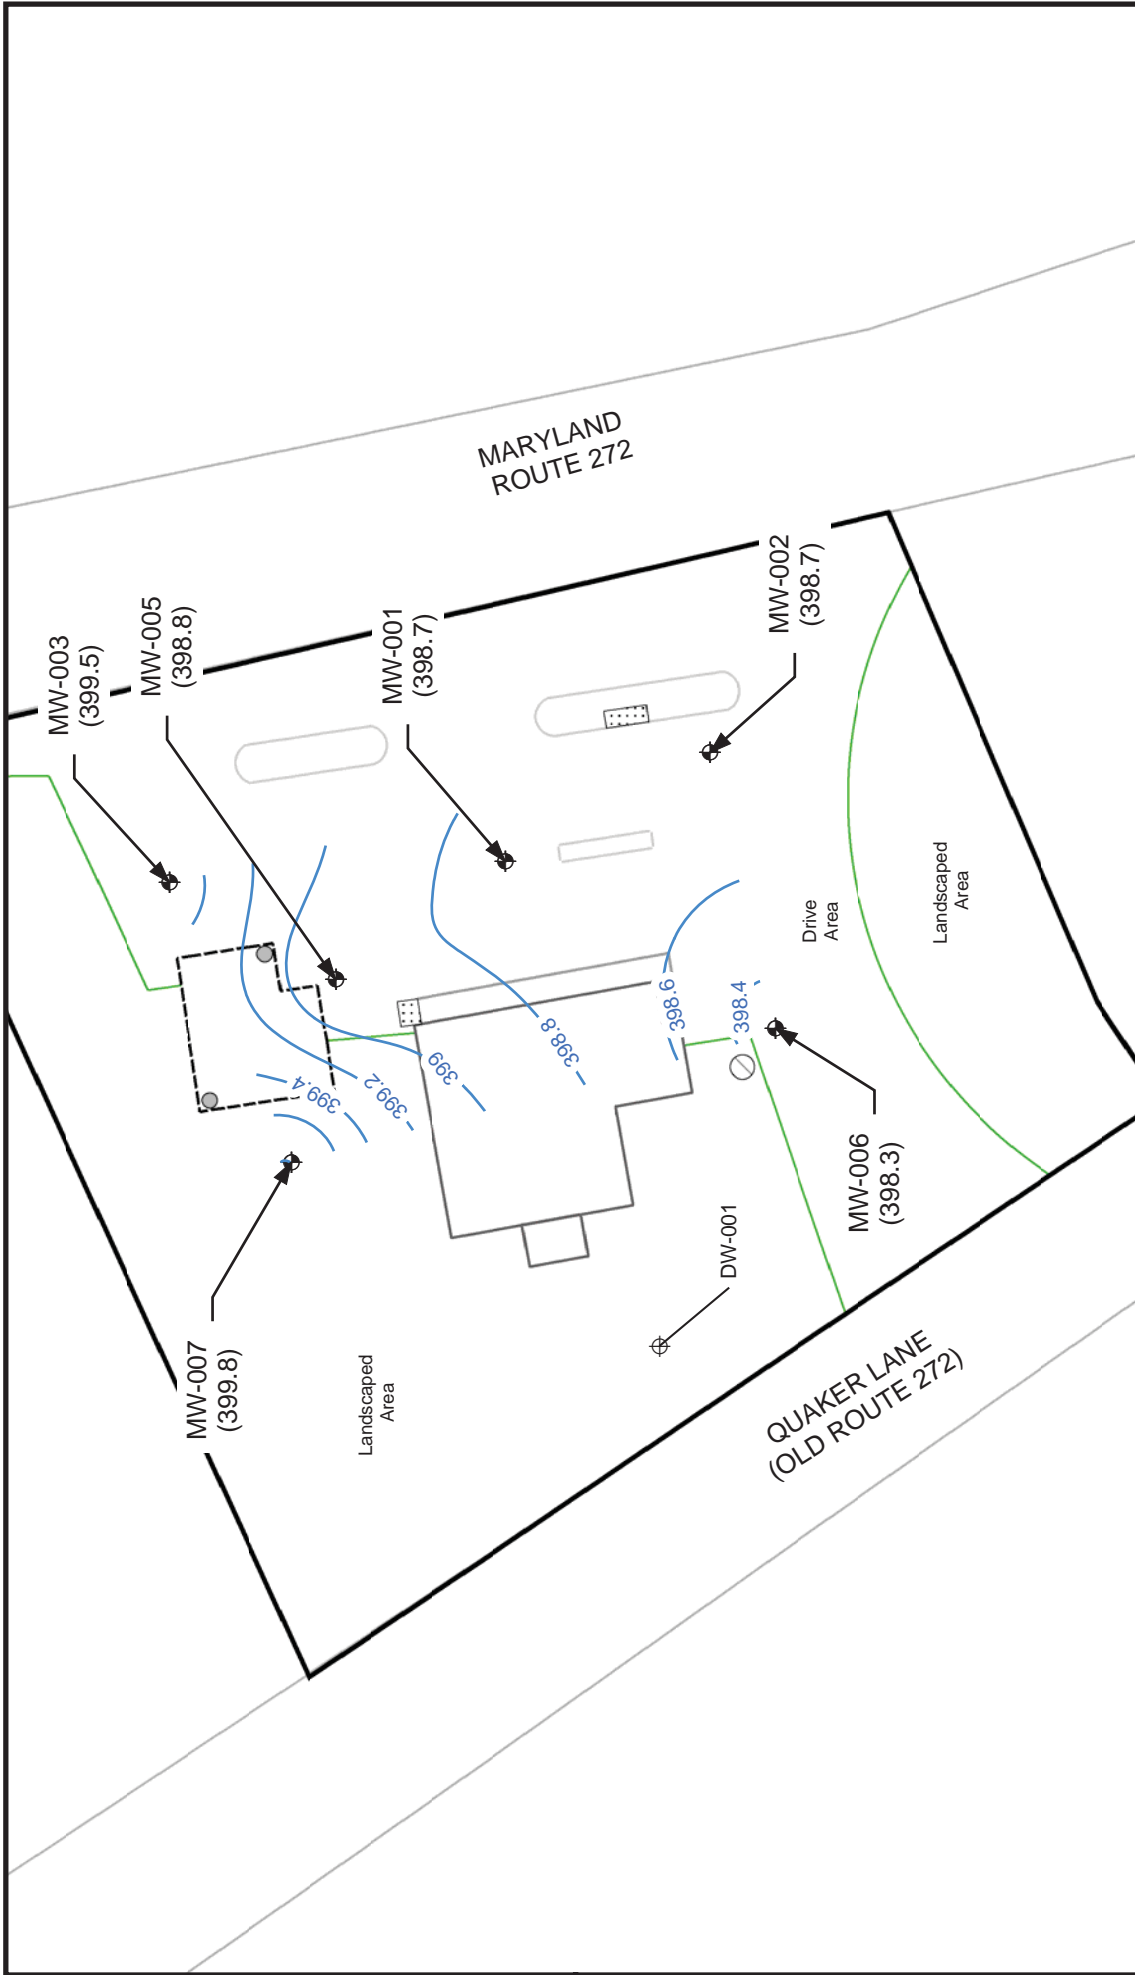 MW-003
(399.5)
MW-005
(398.8)
MW-001
(398.7)
MARYLAND
ROUTE 272
MW-002
(398.7)
Drive
Area
Landscaped
Area
399.4
399.2
399
398.8
398.6
398.4
MW-007
(399.8)
MW-006
(398.3)
DW-001
Landscaped
Area
QUAKER LANE
(OLD ROUTE 272)